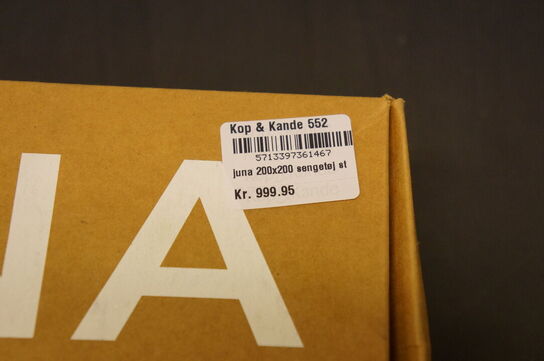 Kop & Kande 552
5713397361467
juna 200x200 sengetøj st
Kr. 999.95
NA